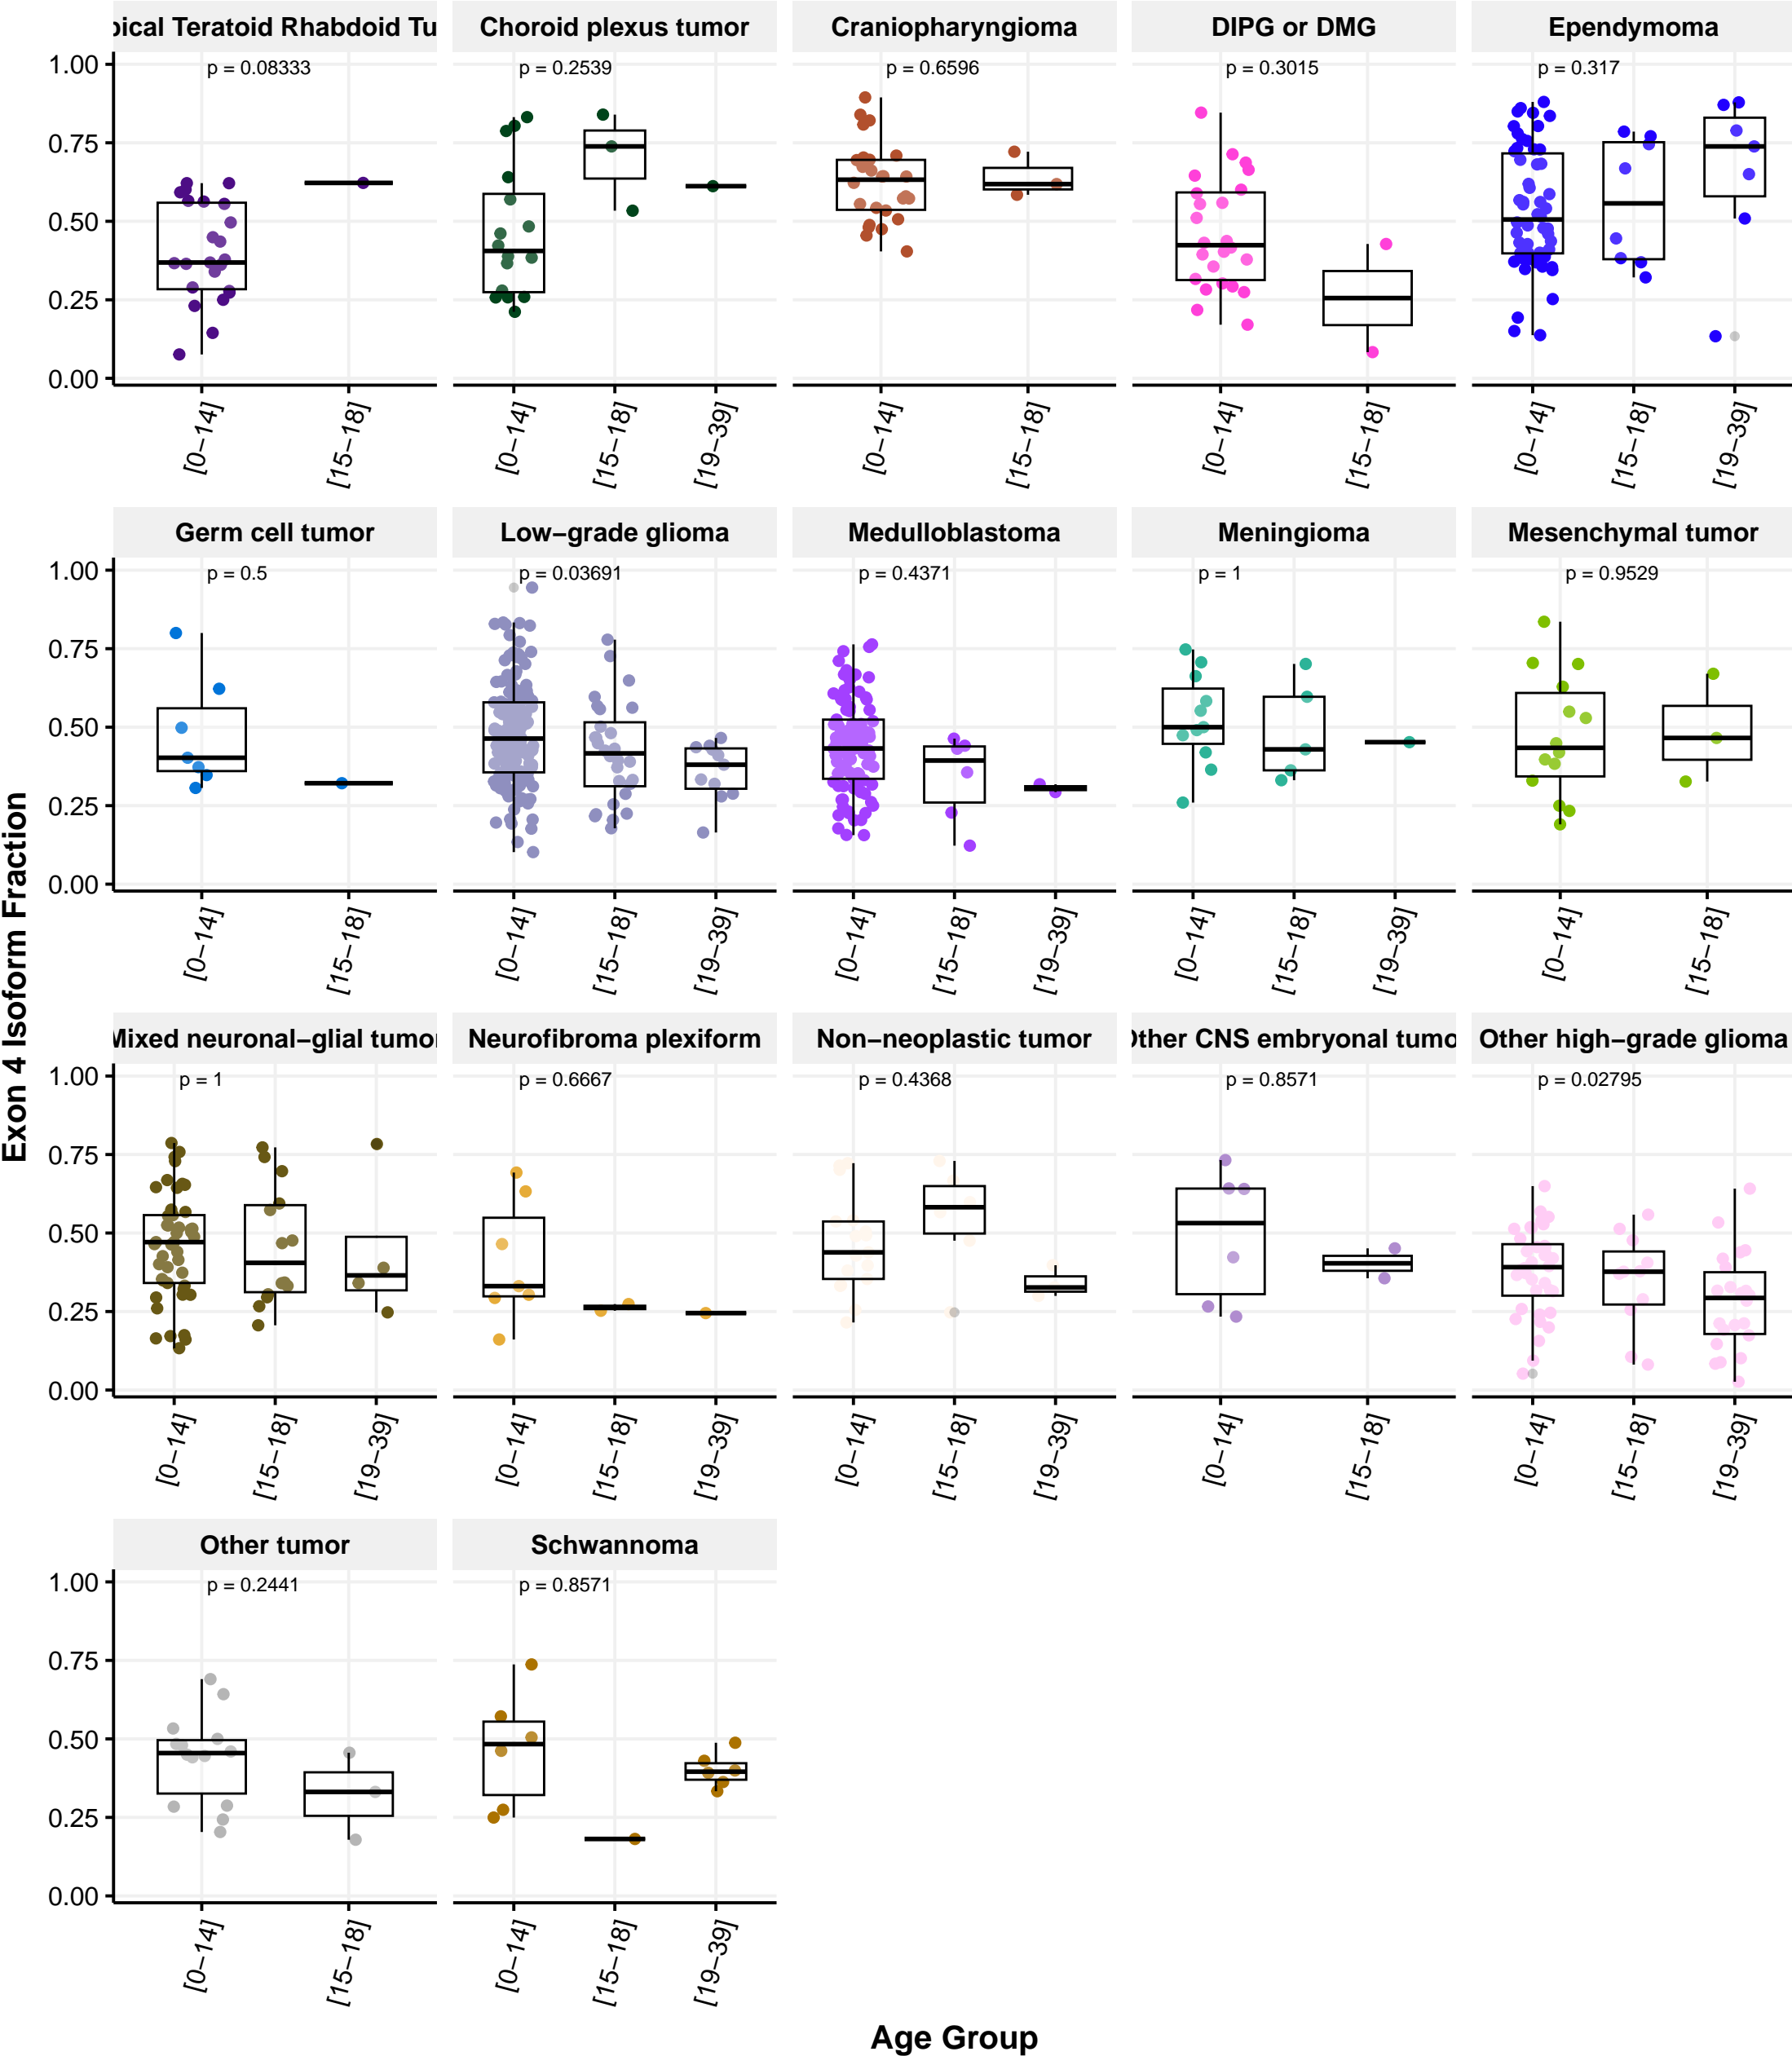 pical Teratoid Rhabdoid Tu
Choroid plexus tumor
Craniopharyngioma
DIPG or DMG
Ependymoma
p = 0.08333
p = 0.2539
p = 0.6596
p = 0.3015
p = 0.317
1.00
0.75
0.50
0.25
0.00
[0–14] [15–18]
[0–14] [15–18] [19–39]
[0–14] [15–18]
[0–14] [15–18]
[0–14] [15–18] [19–39]
Germ cell tumor
Low–grade glioma
Medulloblastoma
Meningioma
Mesenchymal tumor
p = 0.5
p = 0.03691
p = 0.4371
p = 1
p = 0.9529
1.00
0.75
0.50
0.25
0.00
[0–14] [15–18]
[0–14] [15–18] [19–39]
[0–14] [15–18] [19–39]
[0–14] [15–18] [19–39]
[0–14] [15–18]
Exon 4 Isoform Fraction
Mixed neuronal–glial tumor
Neurofibroma plexiform
Non–neoplastic tumor
Other CNS embryonal tumo
Other high–grade glioma
p = 1
p = 0.6667
p = 0.4368
p = 0.8571
p = 0.02795
1.00
0.75
0.50
0.25
0.00
[0–14] [15–18] [19–39]
[0–14] [15–18] [19–39]
[0–14] [15–18] [19–39]
[0–14] [15–18]
[0–14] [15–18] [19–39]
Other tumor
Schwannoma
p = 0.2441
p = 0.8571
1.00
0.75
0.50
0.25
0.00
[0–14] [15–18]
[0–14] [15–18] [19–39]
Age Group